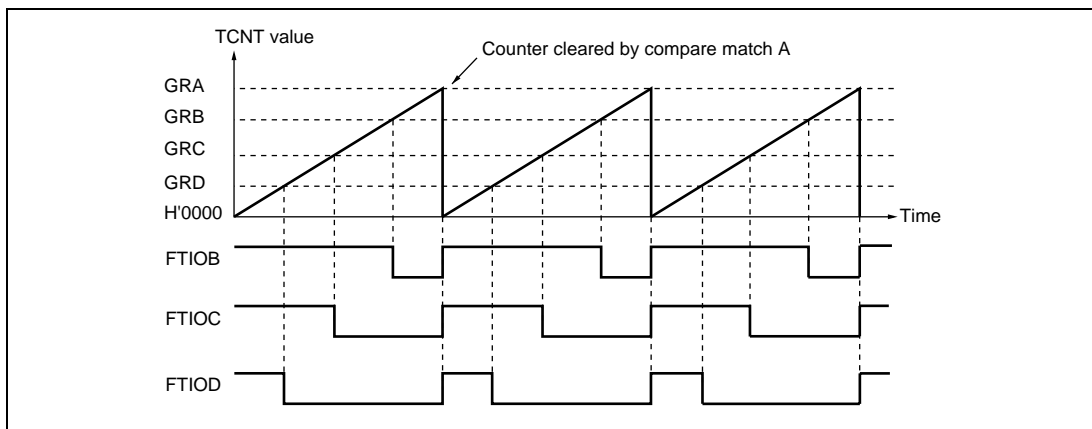 TCNT value
Counter cleared by compare match A
GRA
GRB
GRC
GRD
H'0000
Time
FTIOB
FTIOC
FTIOD